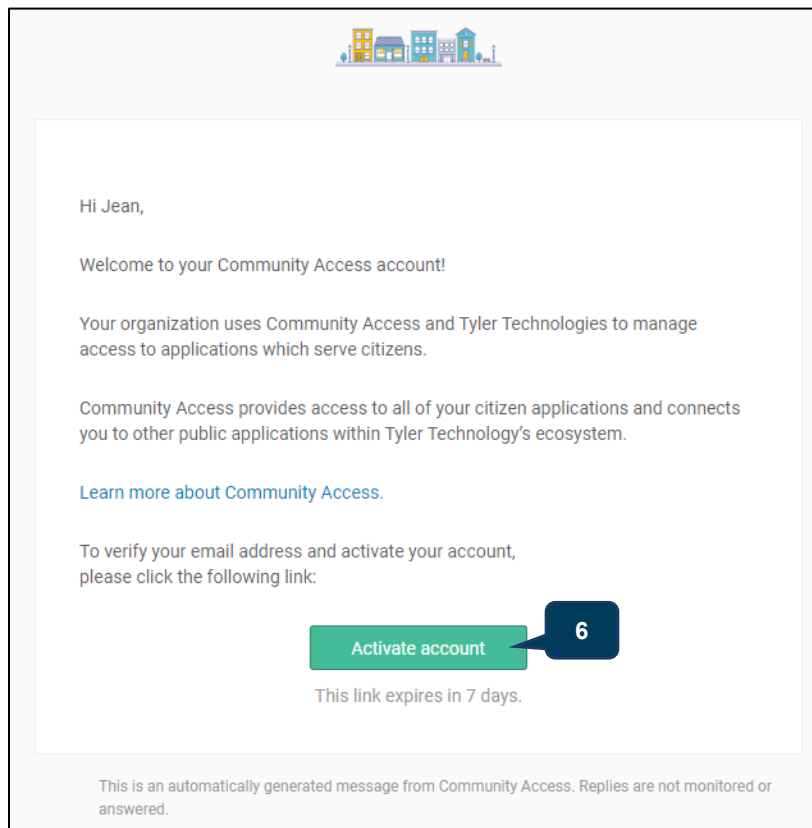 Hi Jean,
Welcome to your Community Access account!
Your organization uses Community Access and Tyler Technologies to manage
access to applications which serve citizens.
Community Access provides access to all of your citizen applications and connects
you to other public applications within Tyler Technology's ecosystem.
Learn more about Community Access.
To verify your email address and activate your account,
please click the following link:
Activate account
6
This link expires in 7 days.
This is an automatically generated message from Community Access. Replies are not monitored or
answered.